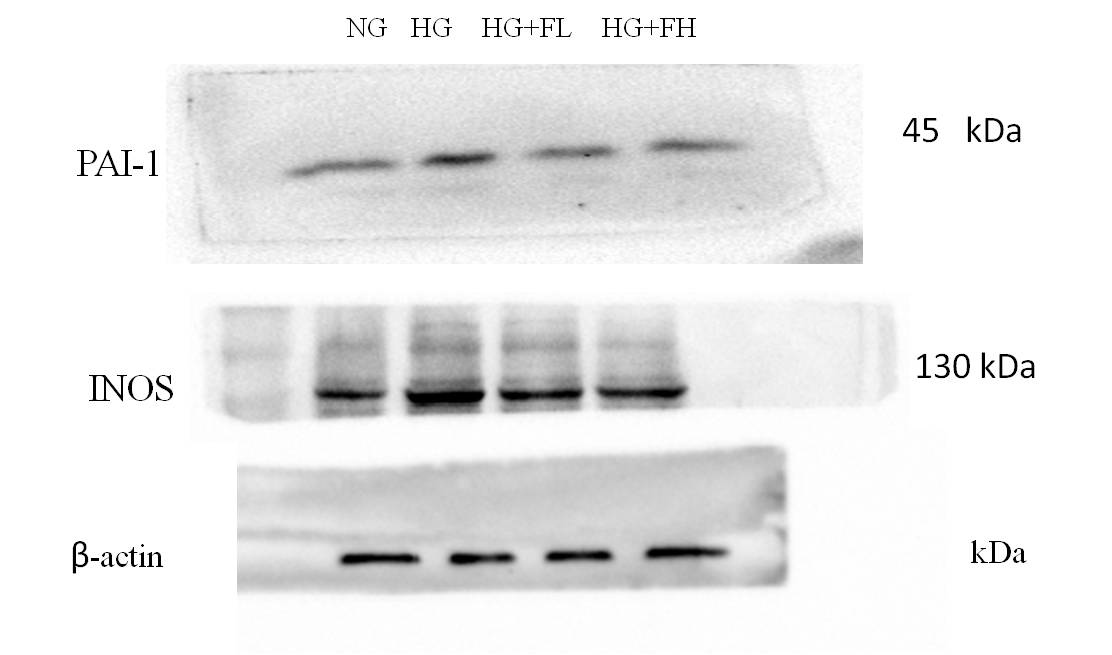 NG HG HG+FL HG+FH
PAI-1 45 kDa
INOS 130 kDa
β-actin kDa